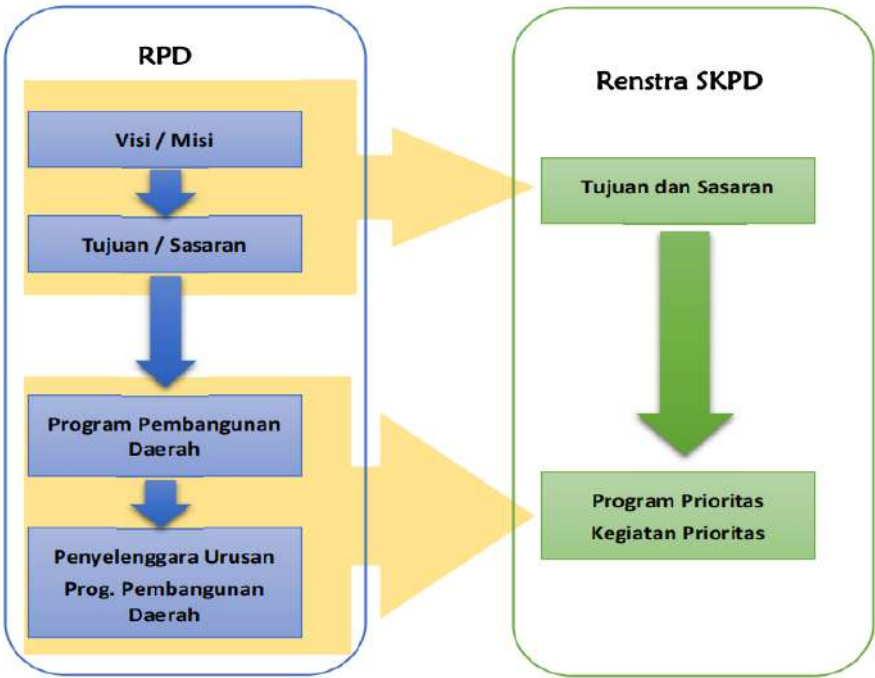 RPD
Visi / Misi
Tujuan / Sasaran
Program Pembangunan
Daerah
Penyelenggara Urusan
Prog. Pembangunan
Daerah
Renstra SKPD
Tujuan dan Sasaran
Program Prioritas
Kegiatan Prioritas